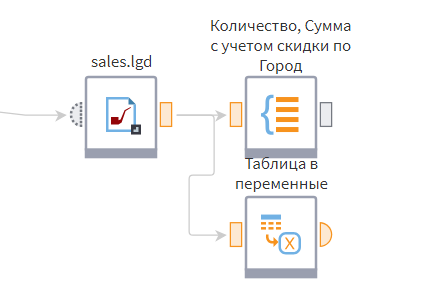 Количество, Сумма
с учетом скидки по
Город
sales.lgd
Таблица в
переменные
X